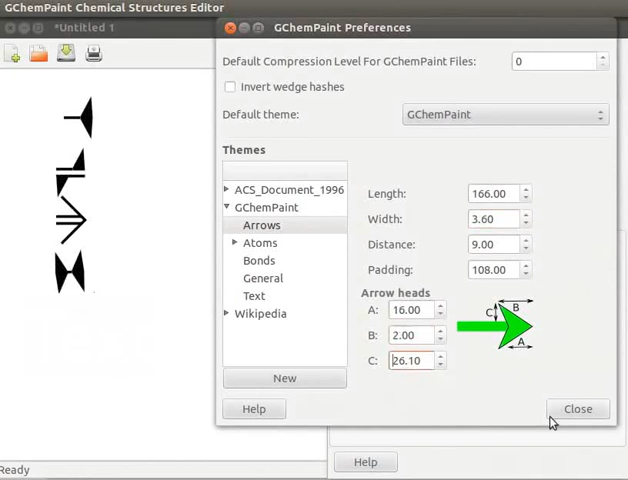 GChemPaint Chemical Structures Editor
*Untitled 1
GChemPaint Preferences
Default Compression Level For GChemPaint Files: 0
Invert wedge hashes
Default theme: GChemPaint
Themes
ACS_Document_1996
GChemPaint
Arrows
Atoms
Bonds
General
Text
Wikipedia
New
Length: 166.00
Width: 3.60
Distance: 9.00
Padding: 108.00
Arrow heads
A: 16.00
B: 2.00
C: 26.10
B
C
A
Help
Close
Help
Ready